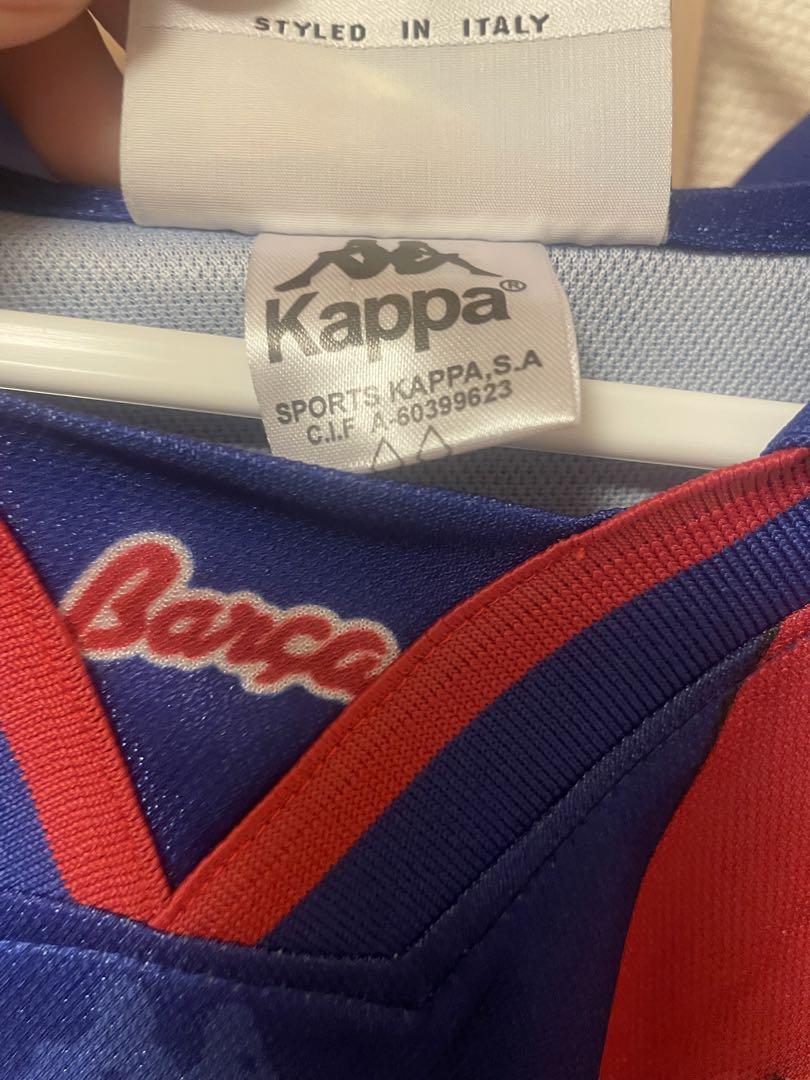 STYLED IN ITALY
Kappa®
SPORTS KAPPA,S.A
C.I.F A-60399623
Barça